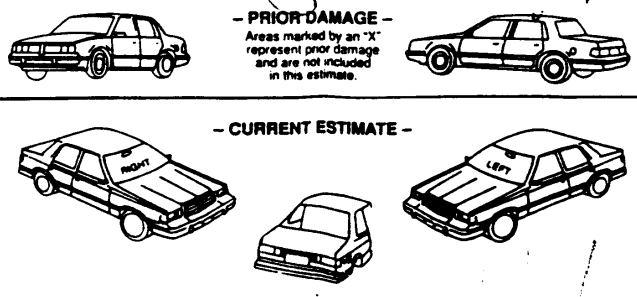 - PRIOR DAMAGE -
Areas marked by an "X"
represent prior damage
and are not included
in this estimate.
- CURRENT ESTIMATE -
RIGHT
LEFT